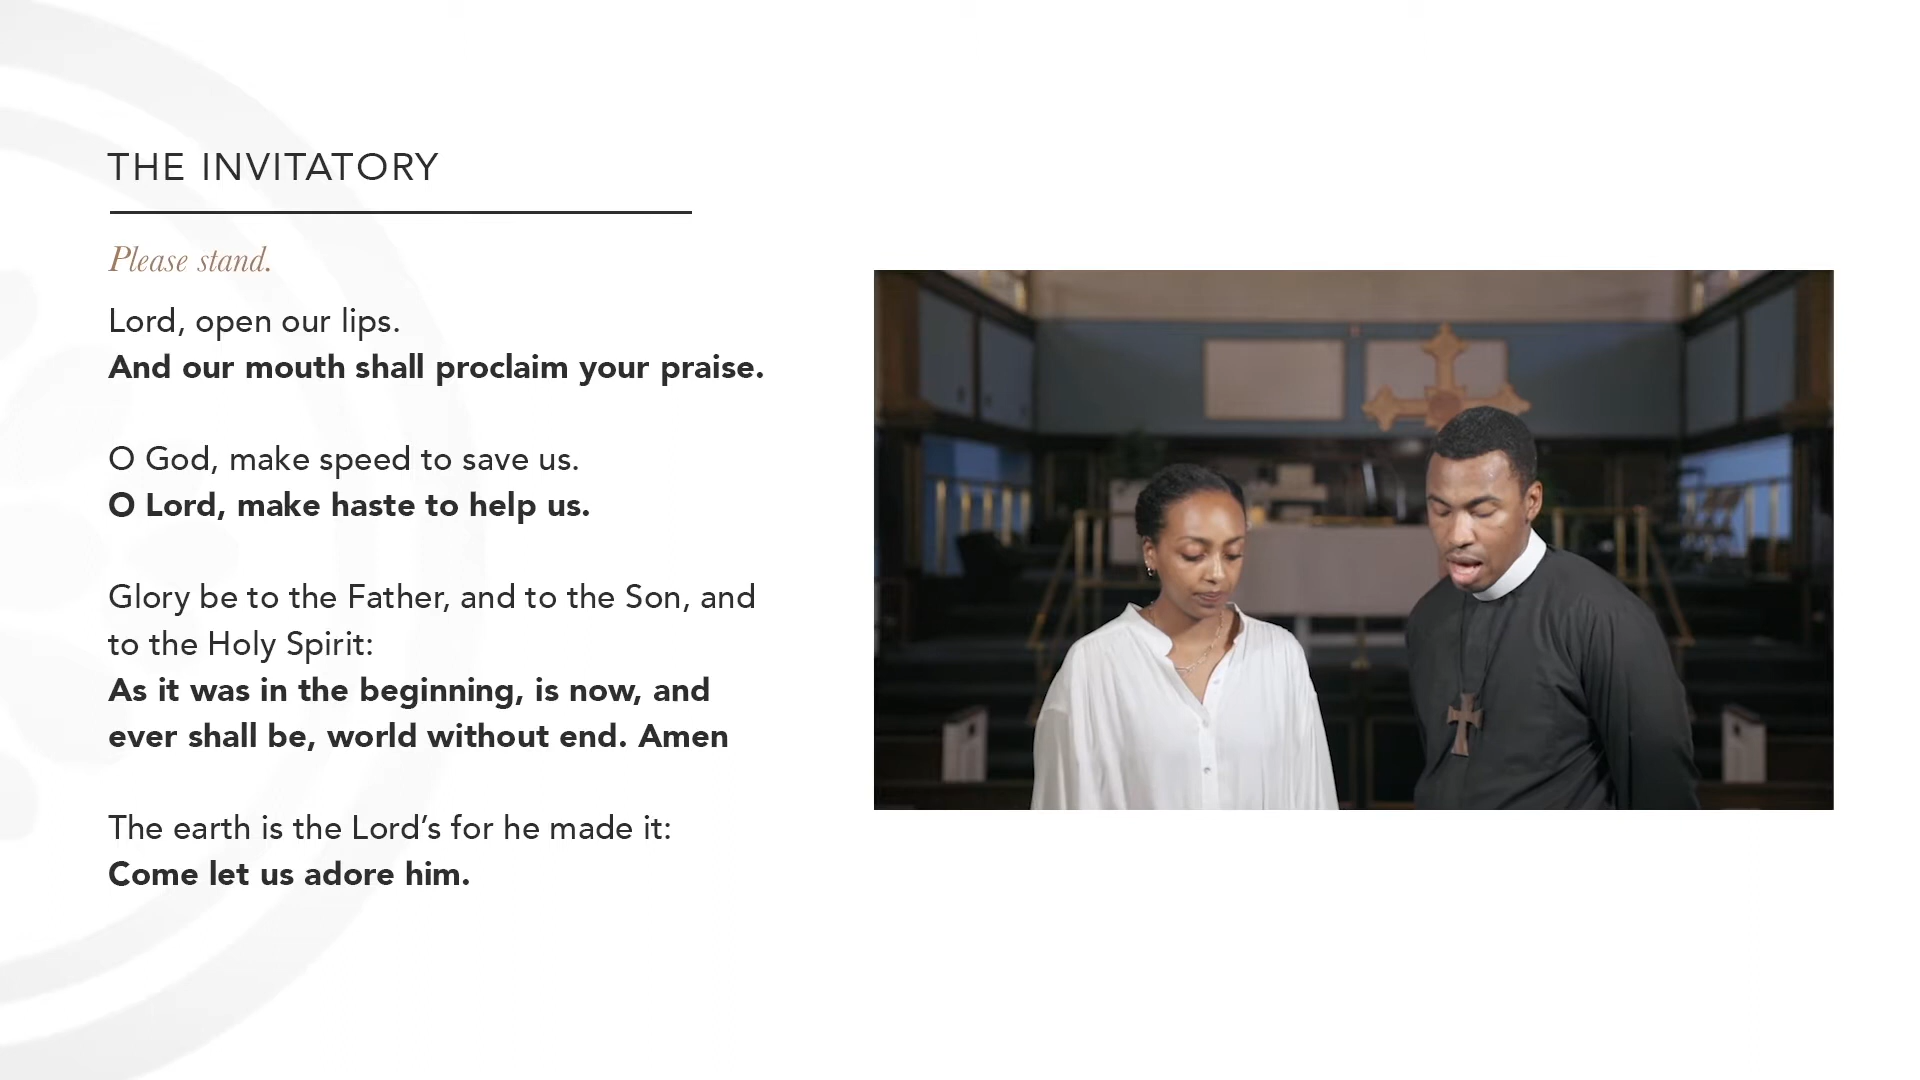 THE INVITATORY
Please stand.
Lord, open our lips.
And our mouth shall proclaim your praise.
O God, make speed to save us.
O Lord, make haste to help us.
Glory be to the Father, and to the Son, and
to the Holy Spirit:
As it was in the beginning, is now, and
ever shall be, world without end. Amen
The earth is the Lord’s for he made it:
Come let us adore him.